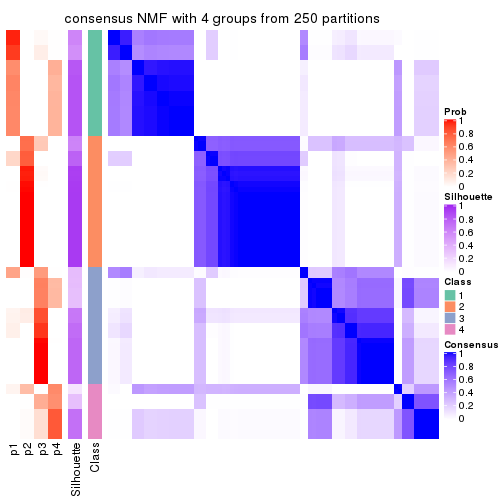 consensus NMF with 4 groups from 250 partitions
Prob
1
0.8
0.6
0.4
0.2
0
Silhouette
1
0.8
0.6
0.4
0.2
0
Class
1
2
3
4
Consensus
1
0.8
0.6
0.4
0.2
0
p1
p2
p3
p4
Silhouette
Class